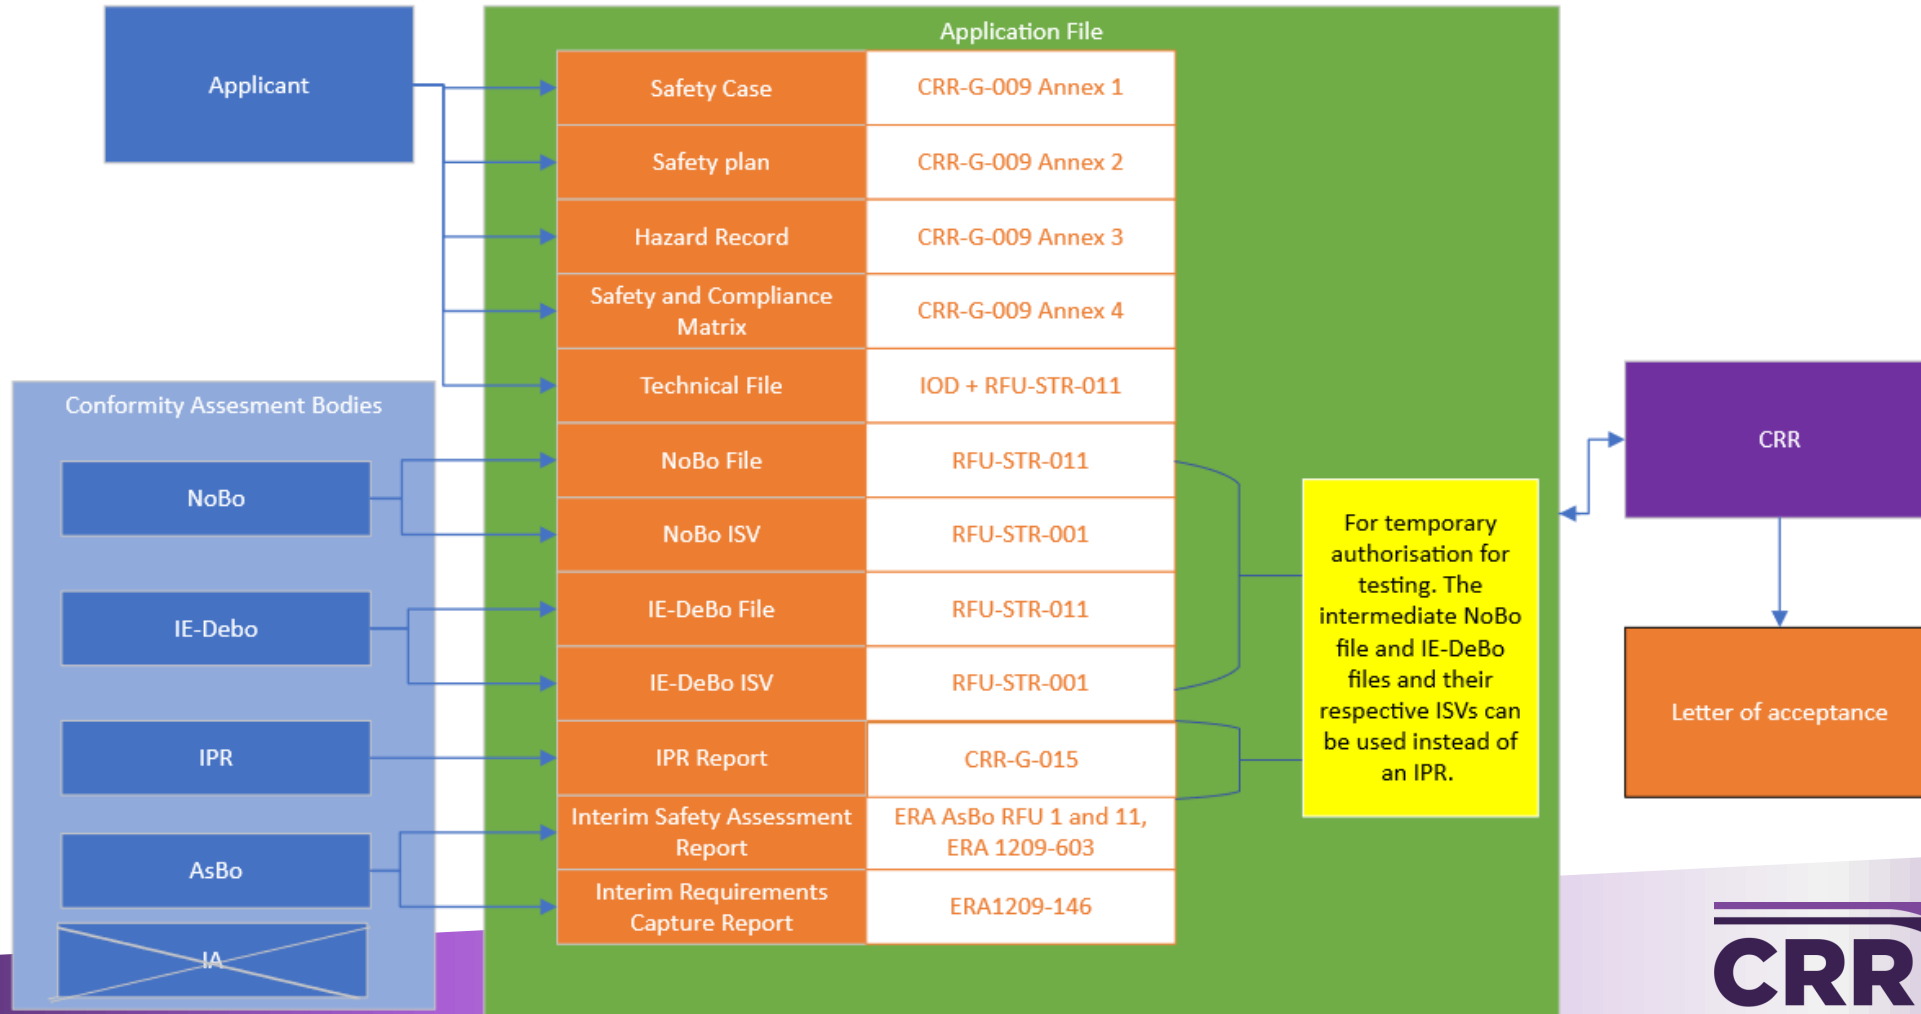 Applicant
Application File
Safety Case
CRR-G-009 Annex 1
Safety plan
CRR-G-009 Annex 2
Hazard Record
CRR-G-009 Annex 3
Safety and Compliance
Matrix
CRR-G-009 Annex 4
Technical File
IOD + RFU-STR-011
Conformity Assesment Bodies
NoBo
NoBo File
RFU-STR-011
NoBo ISV
RFU-STR-001
IE-Debo
IE-DeBo File
RFU-STR-011
IE-DeBo ISV
RFU-STR-001
IPR
IPR Report
CRR-G-015
AsBo
Interim Safety Assessment
Report
ERA AsBo RFU 1 and 11,
ERA 1209-603
Interim Requirements
Capture Report
ERA1209-146
IA
For temporary
authorisation for
testing. The
intermediate NoBo
file and IE-DeBo
files and their
respective ISVs can
be used instead of
an IPR.
CRR
Letter of acceptance
CRR